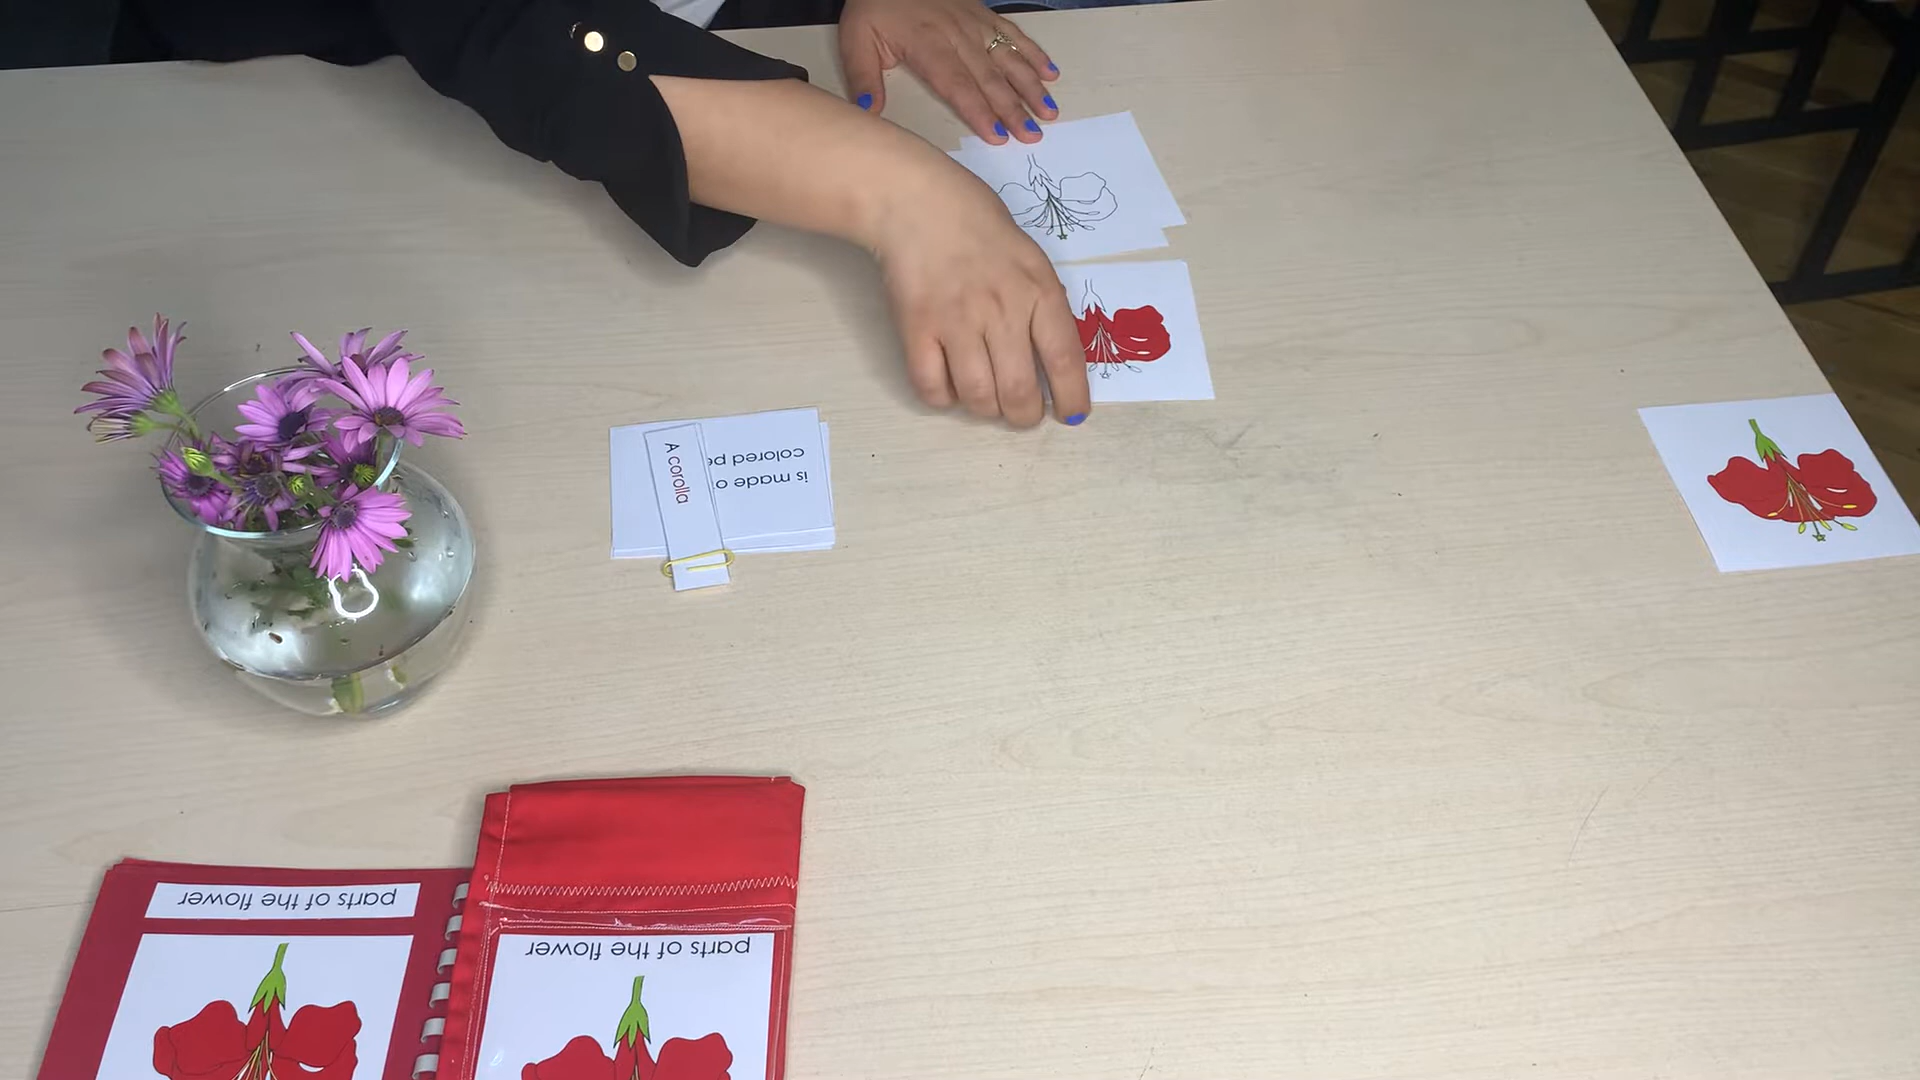 A corolla
is made o
colored pe
parts of the flower
parts of the flower